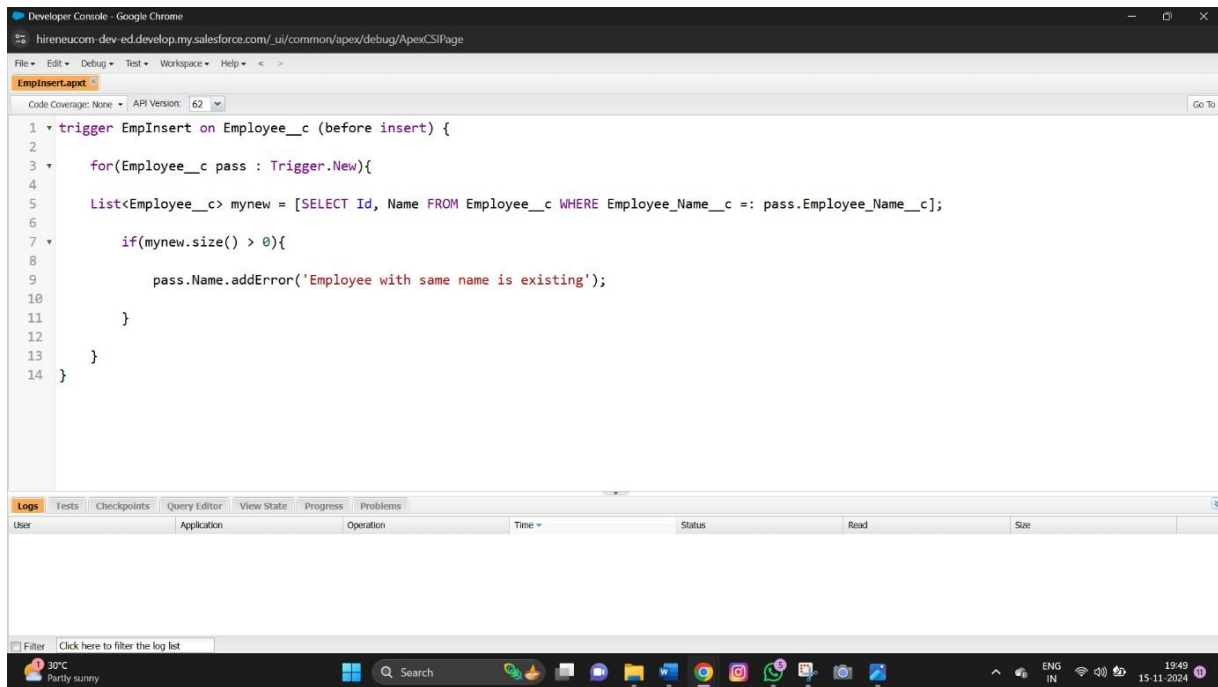 Developer Console - Google Chrome
hireneucom-dev-ed.develop.my.salesforce.com/_ui/common/apex/debug/ApexCSIPage
File Edit Debug Test Workspace Help < >
EmpInsert.apxt
Code Coverage: None API Version: 62 Go To
1 trigger EmpInsert on Employee__c (before insert) {
2
3 for(Employee__c pass : Trigger.New){
4
5 List<Employee__c> mynew = [SELECT Id, Name FROM Employee__c WHERE Employee_Name__c =: pass.Employee_Name__c];
6
7 if(mynew.size() > 0){
8
9 pass.Name.addError('Employee with same name is existing');
10
11 }
12
13 }
14 }
Logs Tests Checkpoints Query Editor View State Progress Problems
User Application Operation Time Status Read Size
Filter Click here to filter the log list
1 30°C Search 5 ENG 19:49 11
Partly sunny IN 15-11-2024